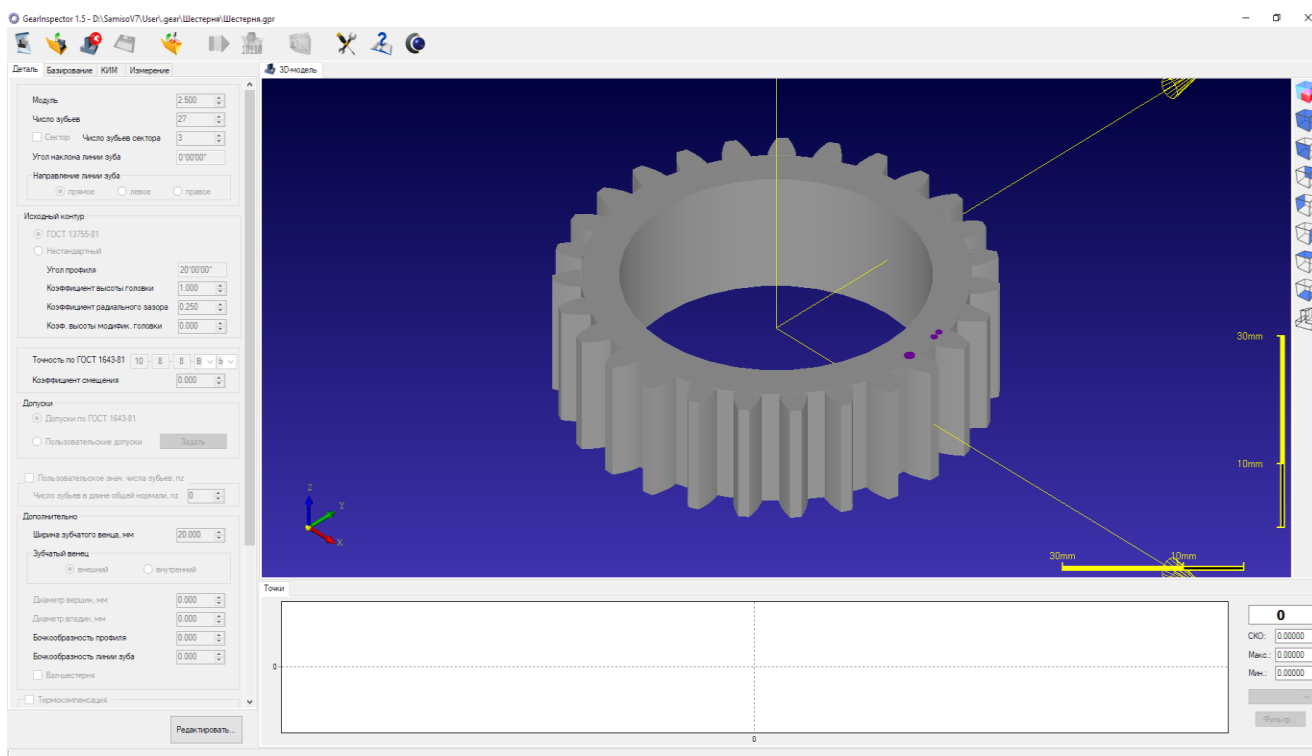 GearInspector 1.5 - D:\SamisoV7\User\.gear\Шестерня\Шестерня.gpr
Деталь Базирование КИМ Измерение
Модуль 2.500
Число зубьев 27
Сектор Число зубьев сектора 3
Угол наклона линии зуба 0°00'00"
Направление линии зуба
прямое левое правое
Исходный контур
ГОСТ 13755-81
Нестандартный
Угол профиля 20°00'00"
Коэффициент высоты головки 1.000
Коэффициент радиального зазора 0.250
Коэф. высоты модифик. головки 0.000
Точность по ГОСТ 1643-81 10 - 8 - 8 - B b
Коэффициент смещения 0.000
Допуски
Допуски по ГОСТ 1643-81
Пользовательские допуски Задать
Пользовательское знач. числа зубьев, nz
Число зубьев в длине общей нормали, nz 0
Дополнительно
Ширина зубчатого венца, мм 20.000
Зубчатый венец
внешний внутренний
Диаметр вершин, мм 0.000
Диаметр впадин, мм 0.000
Бочкообразность профиля 0.000
Бочкообразность линии зуба 0.000
Вал-шестерня
Термокомпенсация
Редактировать...
3D-модель
30mm
10mm
Z
Y
X
30mm 10mm
Точки
0
0
0
СКО: 0.00000
Макс.: 0.00000
Мин.: 0.00000
Фильтр...